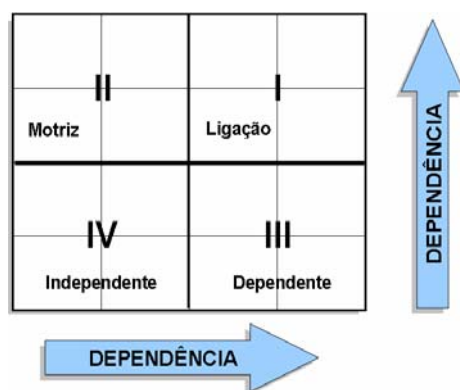 II
I
Motriz
Ligação
IV
III
Independente
Dependente
DEPENDÊNCIA
DEPENDÊNCIA